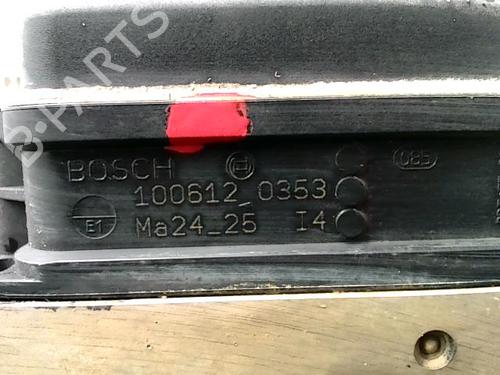 B-PARTS
BOSCH
085
100612_0353
E1
Ma24_25 I4